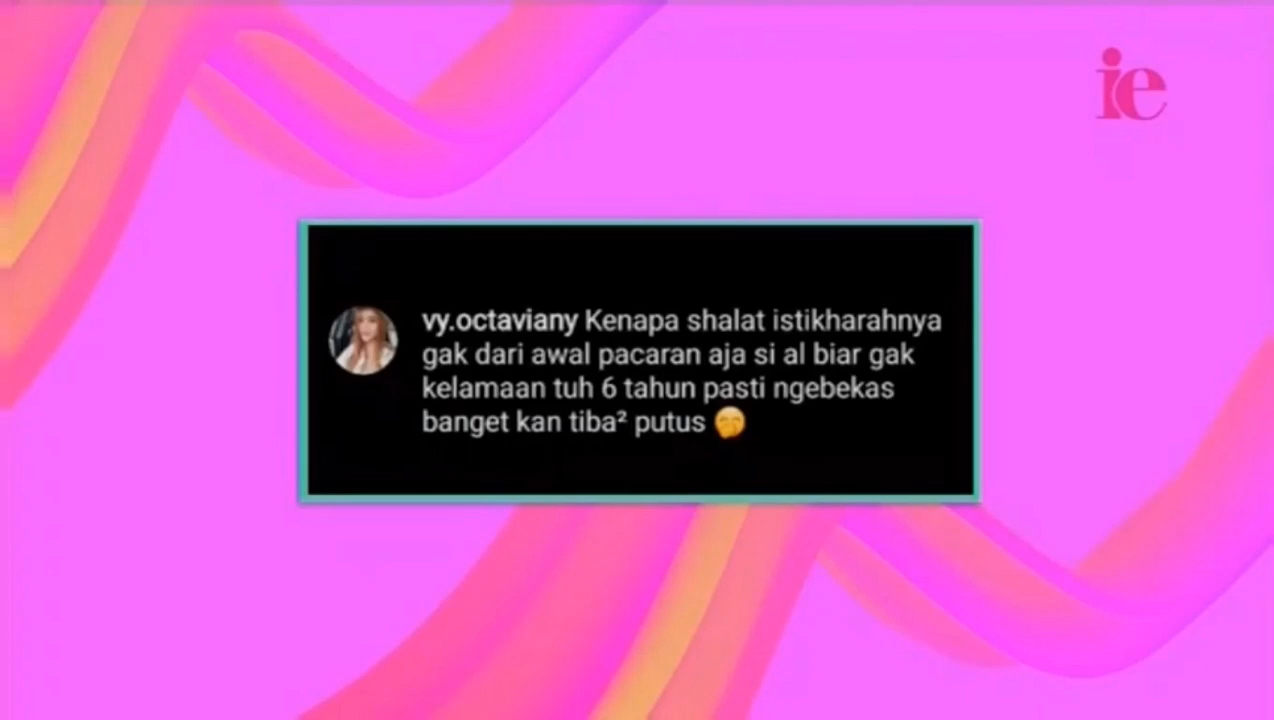 ie
vy.octaviany Kenapa shalat istikharahnya
gak dari awal pacaran aja si al biar gak
kelamaan tuh 6 tahun pasti ngebekas
banget kan tiba² putus 🤭